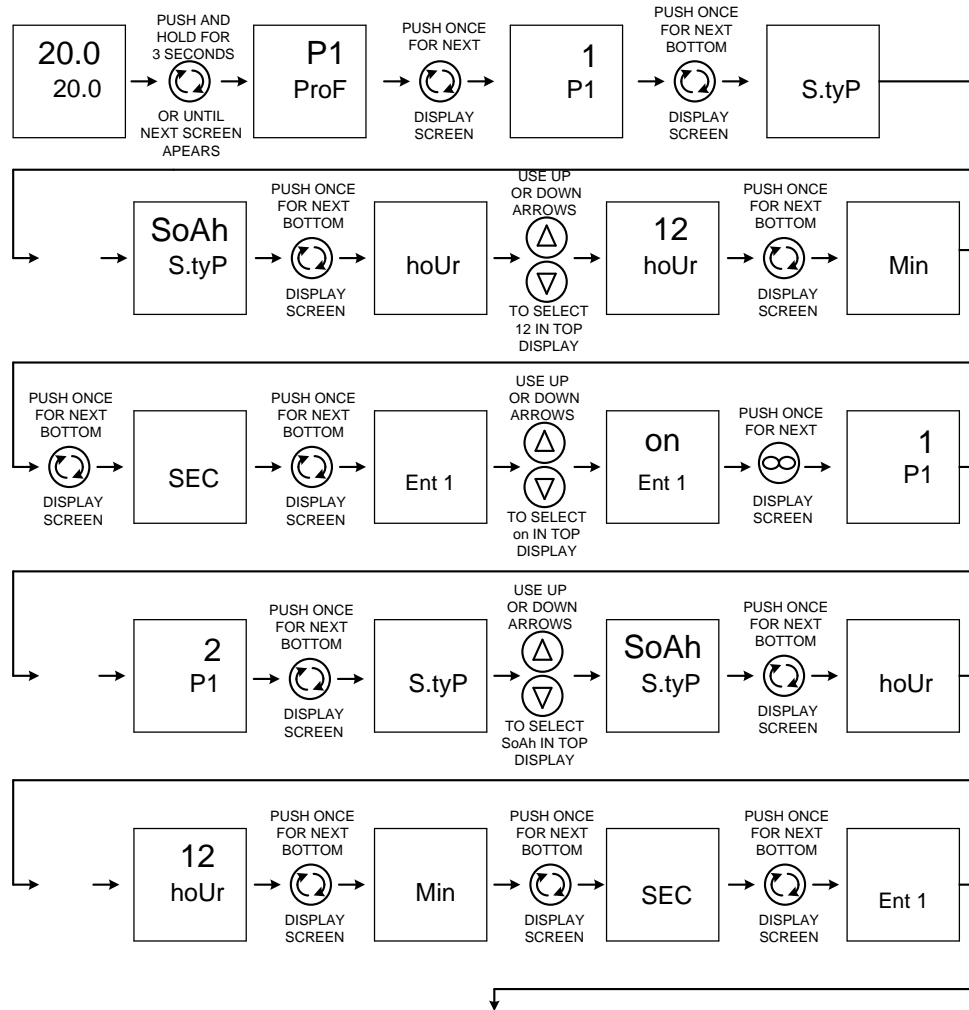 20.0
20.0
PUSH AND
HOLD FOR
3 SECONDS
OR UNTIL
NEXT SCREEN
APEARS
P1
ProF
PUSH ONCE
FOR NEXT
DISPLAY
SCREEN
1
P1
PUSH ONCE
FOR NEXT
BOTTOM
DISPLAY
SCREEN
S.tyP
SoAh
S.tyP
PUSH ONCE
FOR NEXT
BOTTOM
DISPLAY
SCREEN
hoUr
USE UP
OR DOWN
ARROWS
TO SELECT
12 IN TOP
DISPLAY
12
hoUr
PUSH ONCE
FOR NEXT
BOTTOM
DISPLAY
SCREEN
Min
PUSH ONCE
FOR NEXT
BOTTOM
DISPLAY
SCREEN
SEC
PUSH ONCE
FOR NEXT
BOTTOM
DISPLAY
SCREEN
Ent 1
USE UP
OR DOWN
ARROWS
TO SELECT
on IN TOP
DISPLAY
on
Ent 1
PUSH ONCE
FOR NEXT
DISPLAY
SCREEN
1
P1
2
P1
PUSH ONCE
FOR NEXT
BOTTOM
DISPLAY
SCREEN
S.tyP
USE UP
OR DOWN
ARROWS
TO SELECT
SoAh IN TOP
DISPLAY
SoAh
S.tyP
PUSH ONCE
FOR NEXT
BOTTOM
DISPLAY
SCREEN
hoUr
12
hoUr
PUSH ONCE
FOR NEXT
BOTTOM
DISPLAY
SCREEN
Min
PUSH ONCE
FOR NEXT
BOTTOM
DISPLAY
SCREEN
SEC
PUSH ONCE
FOR NEXT
BOTTOM
DISPLAY
SCREEN
Ent 1